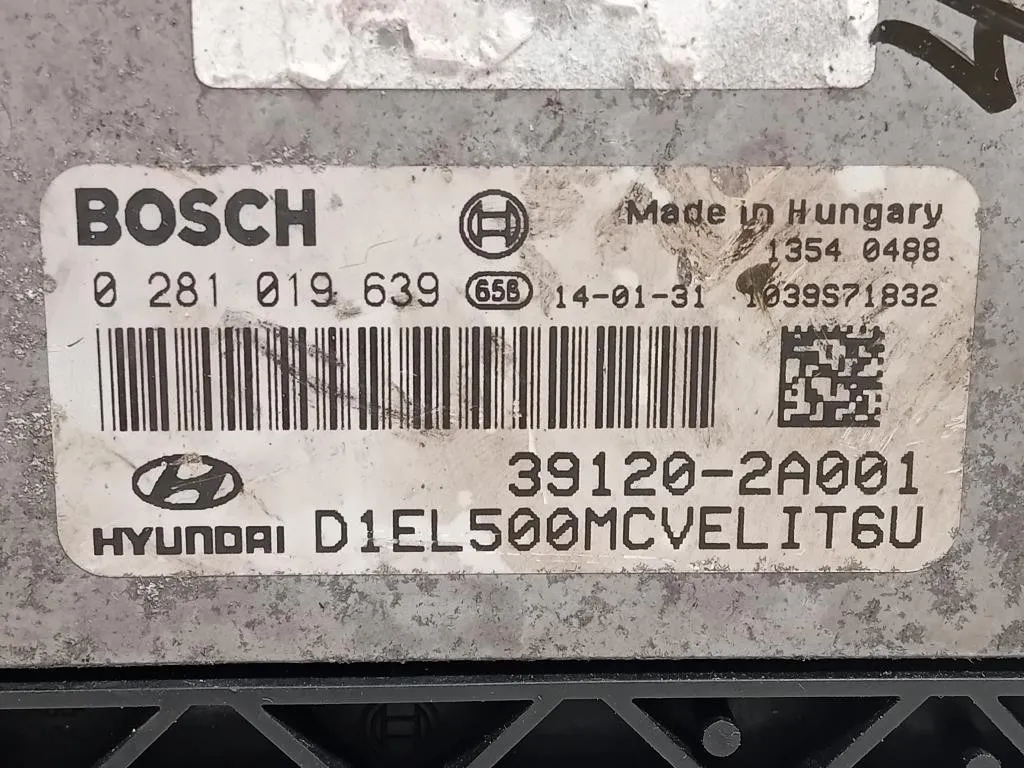 BOSCH
Made in Hungary
1354 0488
0 281 019 639 658 14-01-31 1039S71832
39120-2A001
HYUNDAI D1EL500MCVELIT6U